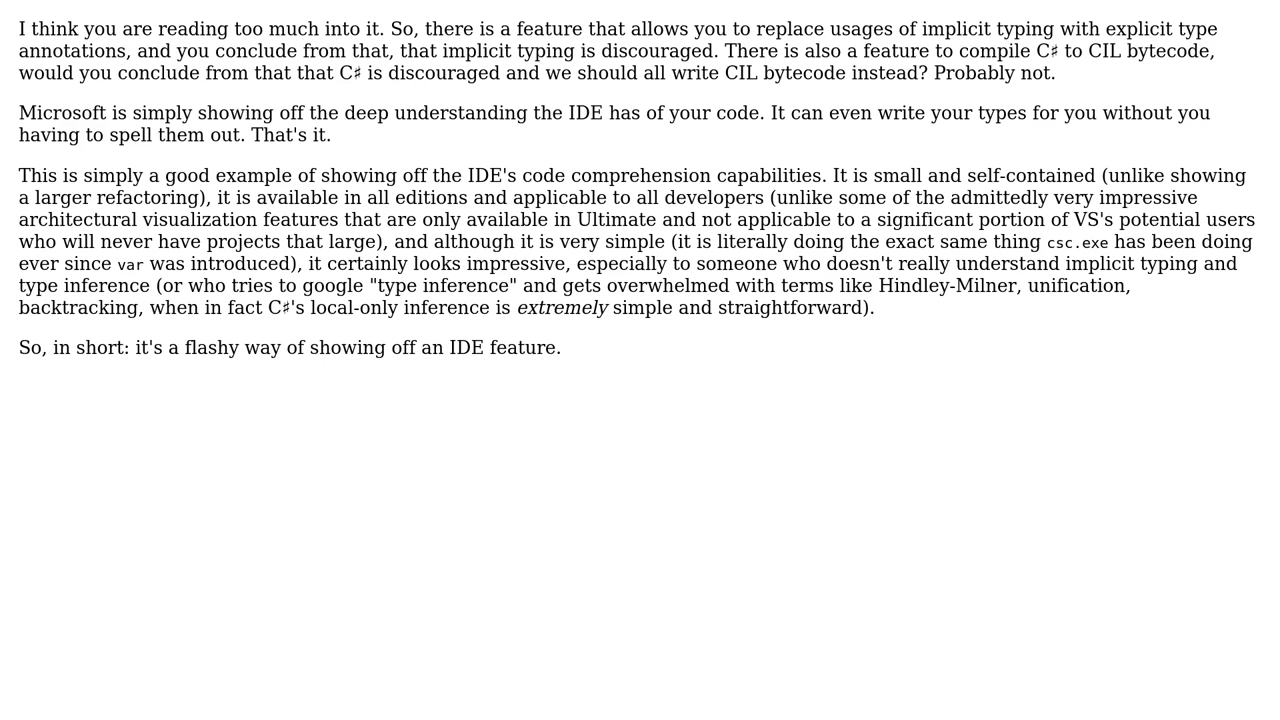 I think you are reading too much into it. So, there is a feature that allows you to replace usages of implicit typing with explicit type
annotations, and you conclude from that, that implicit typing is discouraged. There is also a feature to compile C♯ to CIL bytecode,
would you conclude from that that C♯ is discouraged and we should all write CIL bytecode instead? Probably not.
Microsoft is simply showing off the deep understanding the IDE has of your code. It can even write your types for you without you
having to spell them out. That's it.
This is simply a good example of showing off the IDE's code comprehension capabilities. It is small and self-contained (unlike showing
a larger refactoring), it is available in all editions and applicable to all developers (unlike some of the admittedly very impressive
architectural visualization features that are only available in Ultimate and not applicable to a significant portion of VS's potential users
who will never have projects that large), and although it is very simple (it is literally doing the exact same thing csc.exe has been doing
ever since var was introduced), it certainly looks impressive, especially to someone who doesn't really understand implicit typing and
type inference (or who tries to google "type inference" and gets overwhelmed with terms like Hindley-Milner, unification,
backtracking, when in fact C♯'s local-only inference is extremely simple and straightforward).
So, in short: it's a flashy way of showing off an IDE feature.